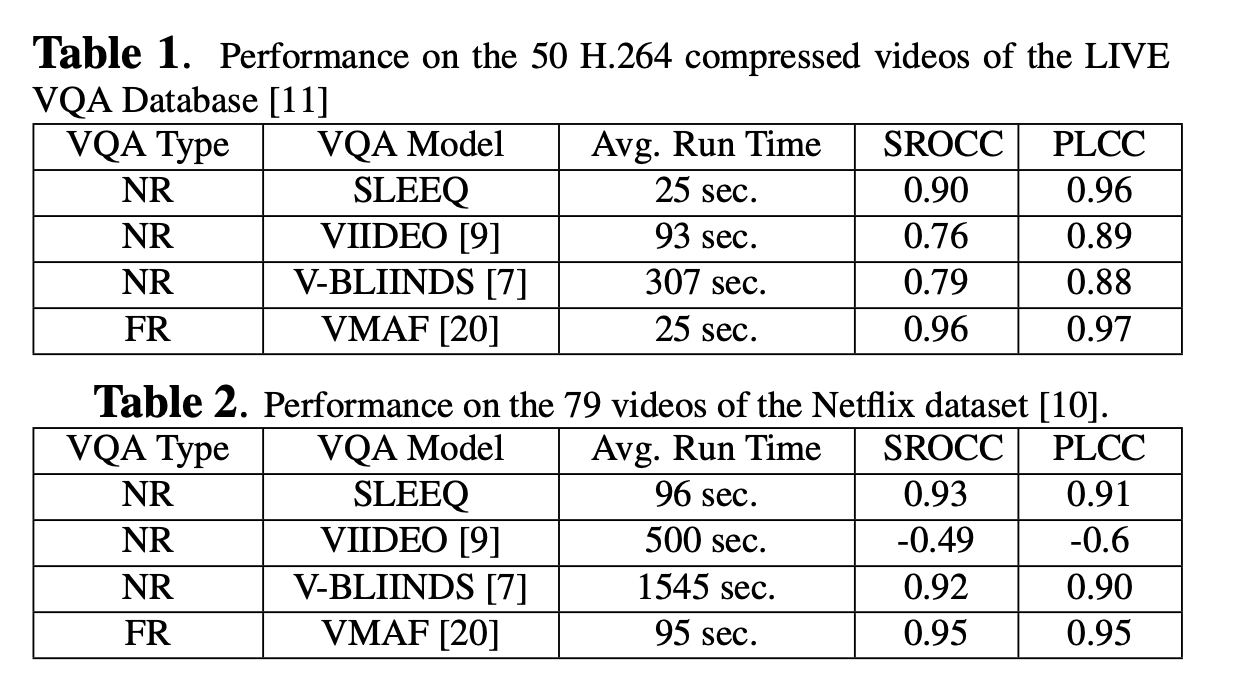 Table 1. Performance on the 50 H.264 compressed videos of the LIVE
VQA Database [11]
VQA Type VQA Model Avg. Run Time SROCC PLCC
NR SLEEQ 25 sec. 0.90 0.96
NR VIIDEO [9] 93 sec. 0.76 0.89
NR V-BLIINDS [7] 307 sec. 0.79 0.88
FR VMAF [20] 25 sec. 0.96 0.97
Table 2. Performance on the 79 videos of the Netflix dataset [10].
VQA Type VQA Model Avg. Run Time SROCC PLCC
NR SLEEQ 96 sec. 0.93 0.91
NR VIIDEO [9] 500 sec. -0.49 -0.6
NR V-BLIINDS [7] 1545 sec. 0.92 0.90
FR VMAF [20] 95 sec. 0.95 0.95